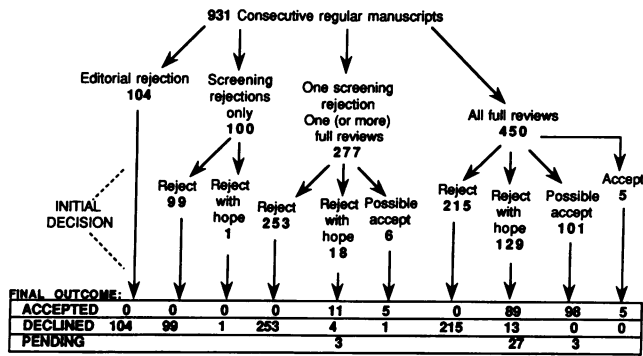 931 Consecutive regular manuscripts
Editorial rejection
104
Screening
rejections
only
100
One screening
rejection
One (or more)
full reviews
277
All full reviews
450
INITIAL
DECISION
Reject
99
Reject
with
hope
1
Reject
253
Reject
with
hope
18
Possible
accept
6
Reject
215
Reject
with
hope
129
Possible
accept
101
Accept
5
FINAL OUTCOME:
ACCEPTED 0 0 0 0 11 5 0 89 98 5
DECLINED 104 99 1 253 4 1 215 13 0 0
PENDING 3 27 3